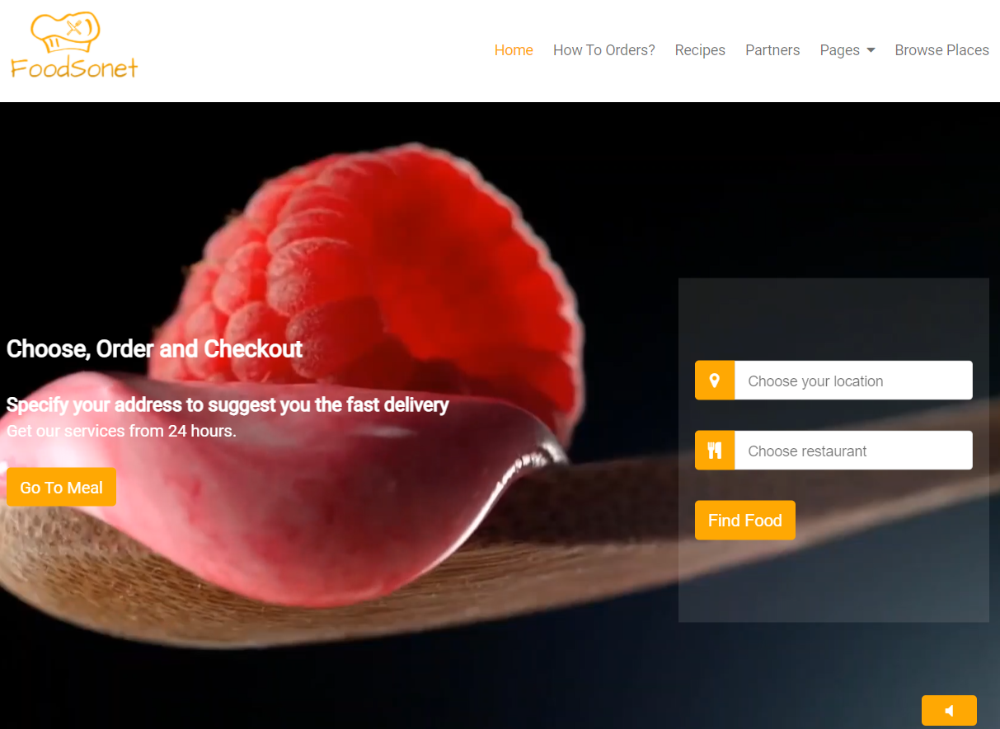 FoodSonet
Home How To Orders? Recipes Partners Pages Browse Places
Choose, Order and Checkout
Specify your address to suggest you the fast delivery
Get our services from 24 hours.
Go To Meal
Choose your location
Choose restaurant
Find Food